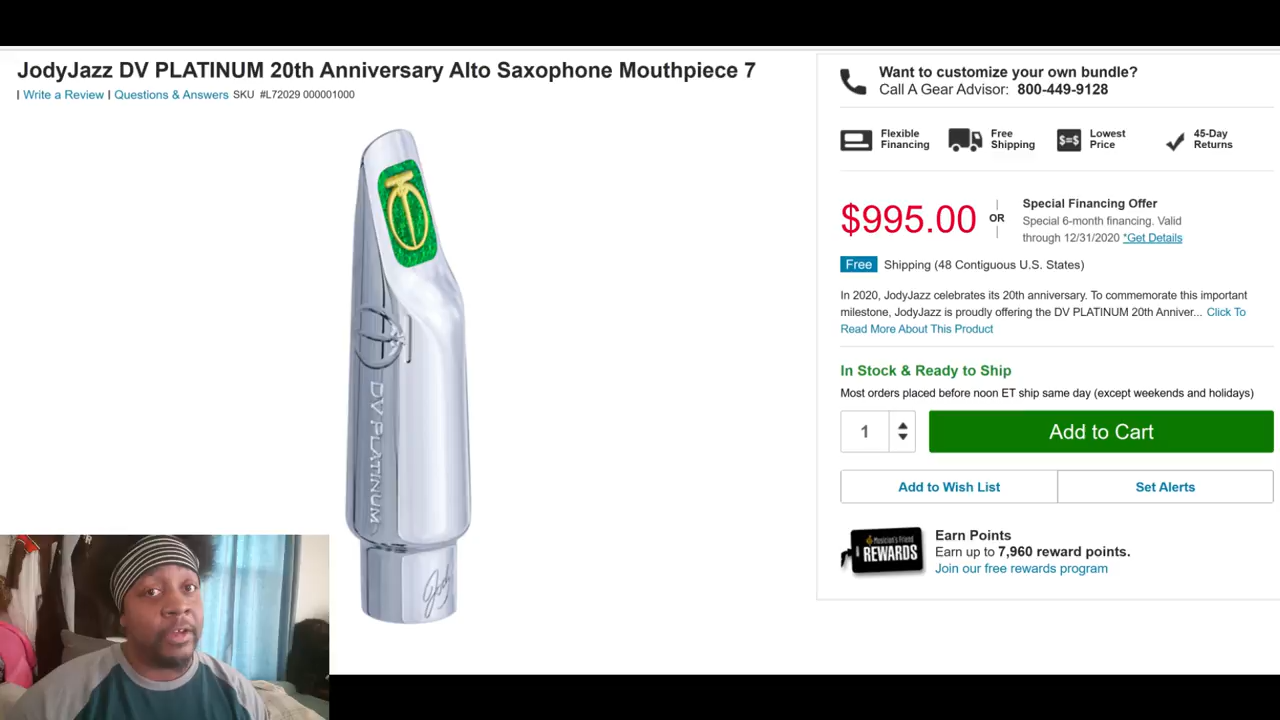 JodyJazz DV PLATINUM 20th Anniversary Alto Saxophone Mouthpiece 7
| Write a Review | Questions & Answers SKU #L72029 000001000
DV PLATINUM
Jody
Want to customize your own bundle?
Call A Gear Advisor: 800-449-9128
Flexible
Financing
Free
Shipping
$=$
Lowest
Price
45-Day
Returns
$995.00
OR
Special Financing Offer
Special 6-month financing. Valid
through 12/31/2020 *Get Details
Free Shipping (48 Contiguous U.S. States)
In 2020, JodyJazz celebrates its 20th anniversary. To commemorate this important
milestone, JodyJazz is proudly offering the DV PLATINUM 20th Anniver... Click To
Read More About This Product
In Stock & Ready to Ship
Most orders placed before noon ET ship same day (except weekends and holidays)
1
Add to Cart
Add to Wish List
Set Alerts
Musician's Friend
REWARDS
Earn Points
Earn up to 7,960 reward points.
Join our free rewards program